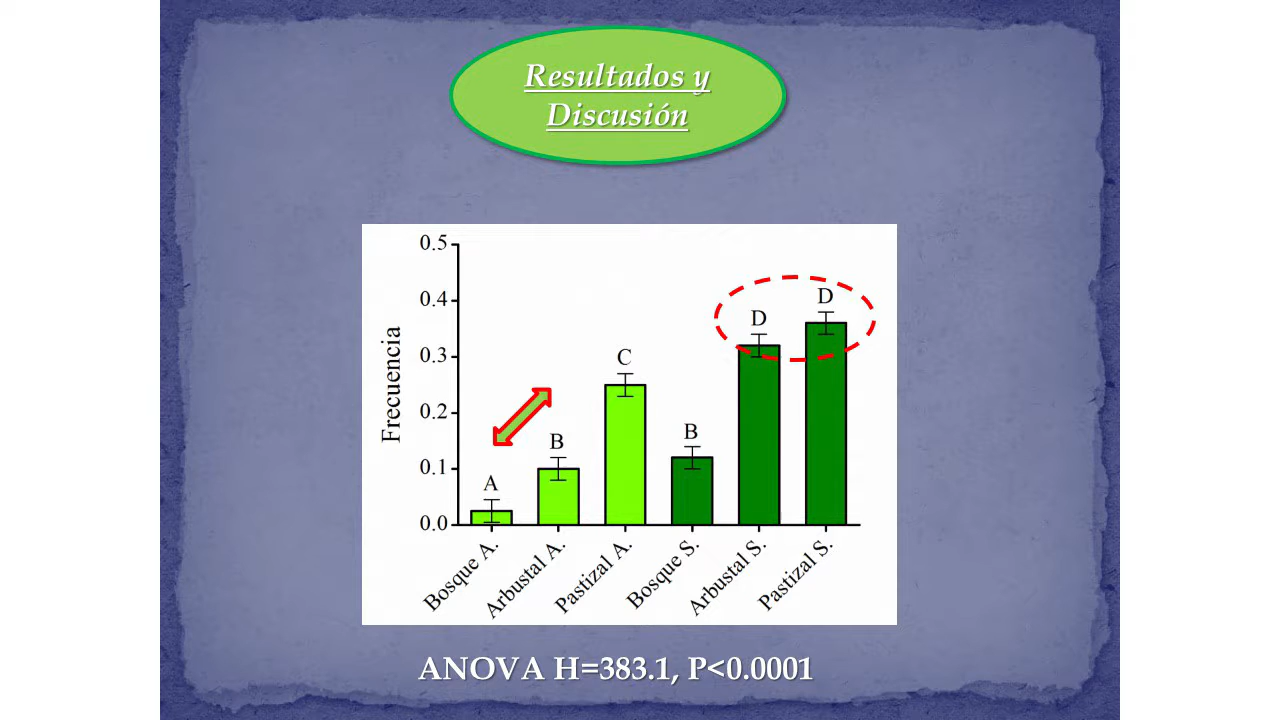 Resultados y
Discusión
0.5
0.4
0.3
0.2
0.1
0.0
Frecuencia
A
B
C
B
D
D
Bosque A.
Arbustal A.
Pastizal A.
Bosque S.
Arbustal S.
Pastizal S.
ANOVA H=383.1, P<0.0001